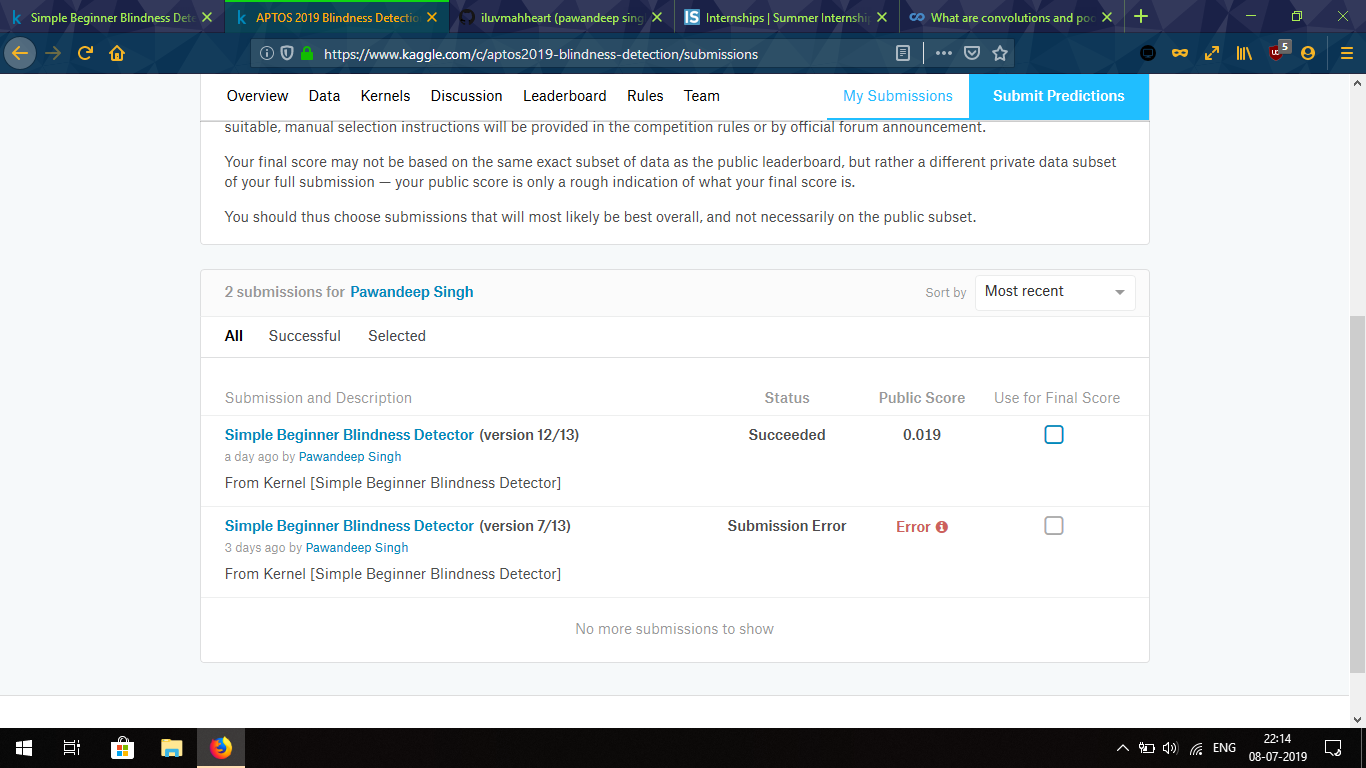 Simple Beginner Blindness Dete
APTOS 2019 Blindness Detectio
iluvmahheart (pawandeep sing
Internships | Summer Internshi
What are convolutions and poo
https://www.kaggle.com/c/aptos2019-blindness-detection/submissions
5
Overview Data Kernels Discussion Leaderboard Rules Team My Submissions Submit Predictions
suitable, manual selection instructions will be provided in the competition rules or by official forum announcement.
Your final score may not be based on the same exact subset of data as the public leaderboard, but rather a different private data subset
of your full submission — your public score is only a rough indication of what your final score is.
You should thus choose submissions that will most likely be best overall, and not necessarily on the public subset.
2 submissions for Pawandeep Singh Sort by Most recent
All Successful Selected
Submission and Description Status Public Score Use for Final Score
Simple Beginner Blindness Detector (version 12/13) Succeeded 0.019
a day ago by Pawandeep Singh
From Kernel [Simple Beginner Blindness Detector]
Simple Beginner Blindness Detector (version 7/13) Submission Error Error
3 days ago by Pawandeep Singh
From Kernel [Simple Beginner Blindness Detector]
No more submissions to show
ENG
22:14
08-07-2019